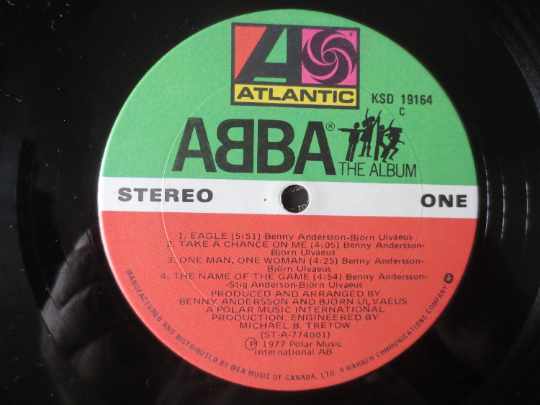 ATLANTIC
KSD 19164
C
ABBA®
THE ALBUM
STEREO
ONE
1. EAGLE (5:51) Benny Andersson-Björn Ulvaeus
2. TAKE A CHANCE ON ME (4:05) Benny Andersson-
Björn Ulvaeus
3. ONE MAN, ONE WOMAN (4:25) Benny Andersson-
Björn Ulvaeus
4. THE NAME OF THE GAME (4:54) Benny Andersson-
-Stig Anderson-Björn Ulvaeus
PRODUCED AND ARRANGED BY
BENNY ANDERSSON AND BJÖRN ULVAEUS
A POLAR MUSIC INTERNATIONAL
PRODUCTION, ENGINEERED BY
MICHAEL B. TRETOW
(ST-A-774001)
℗ 1977 Polar Music
International AB
MANUFACTURED AND DISTRIBUTED BY WEA MUSIC OF CANADA, LTD. A WARNER COMMUNICATIONS COMPANY